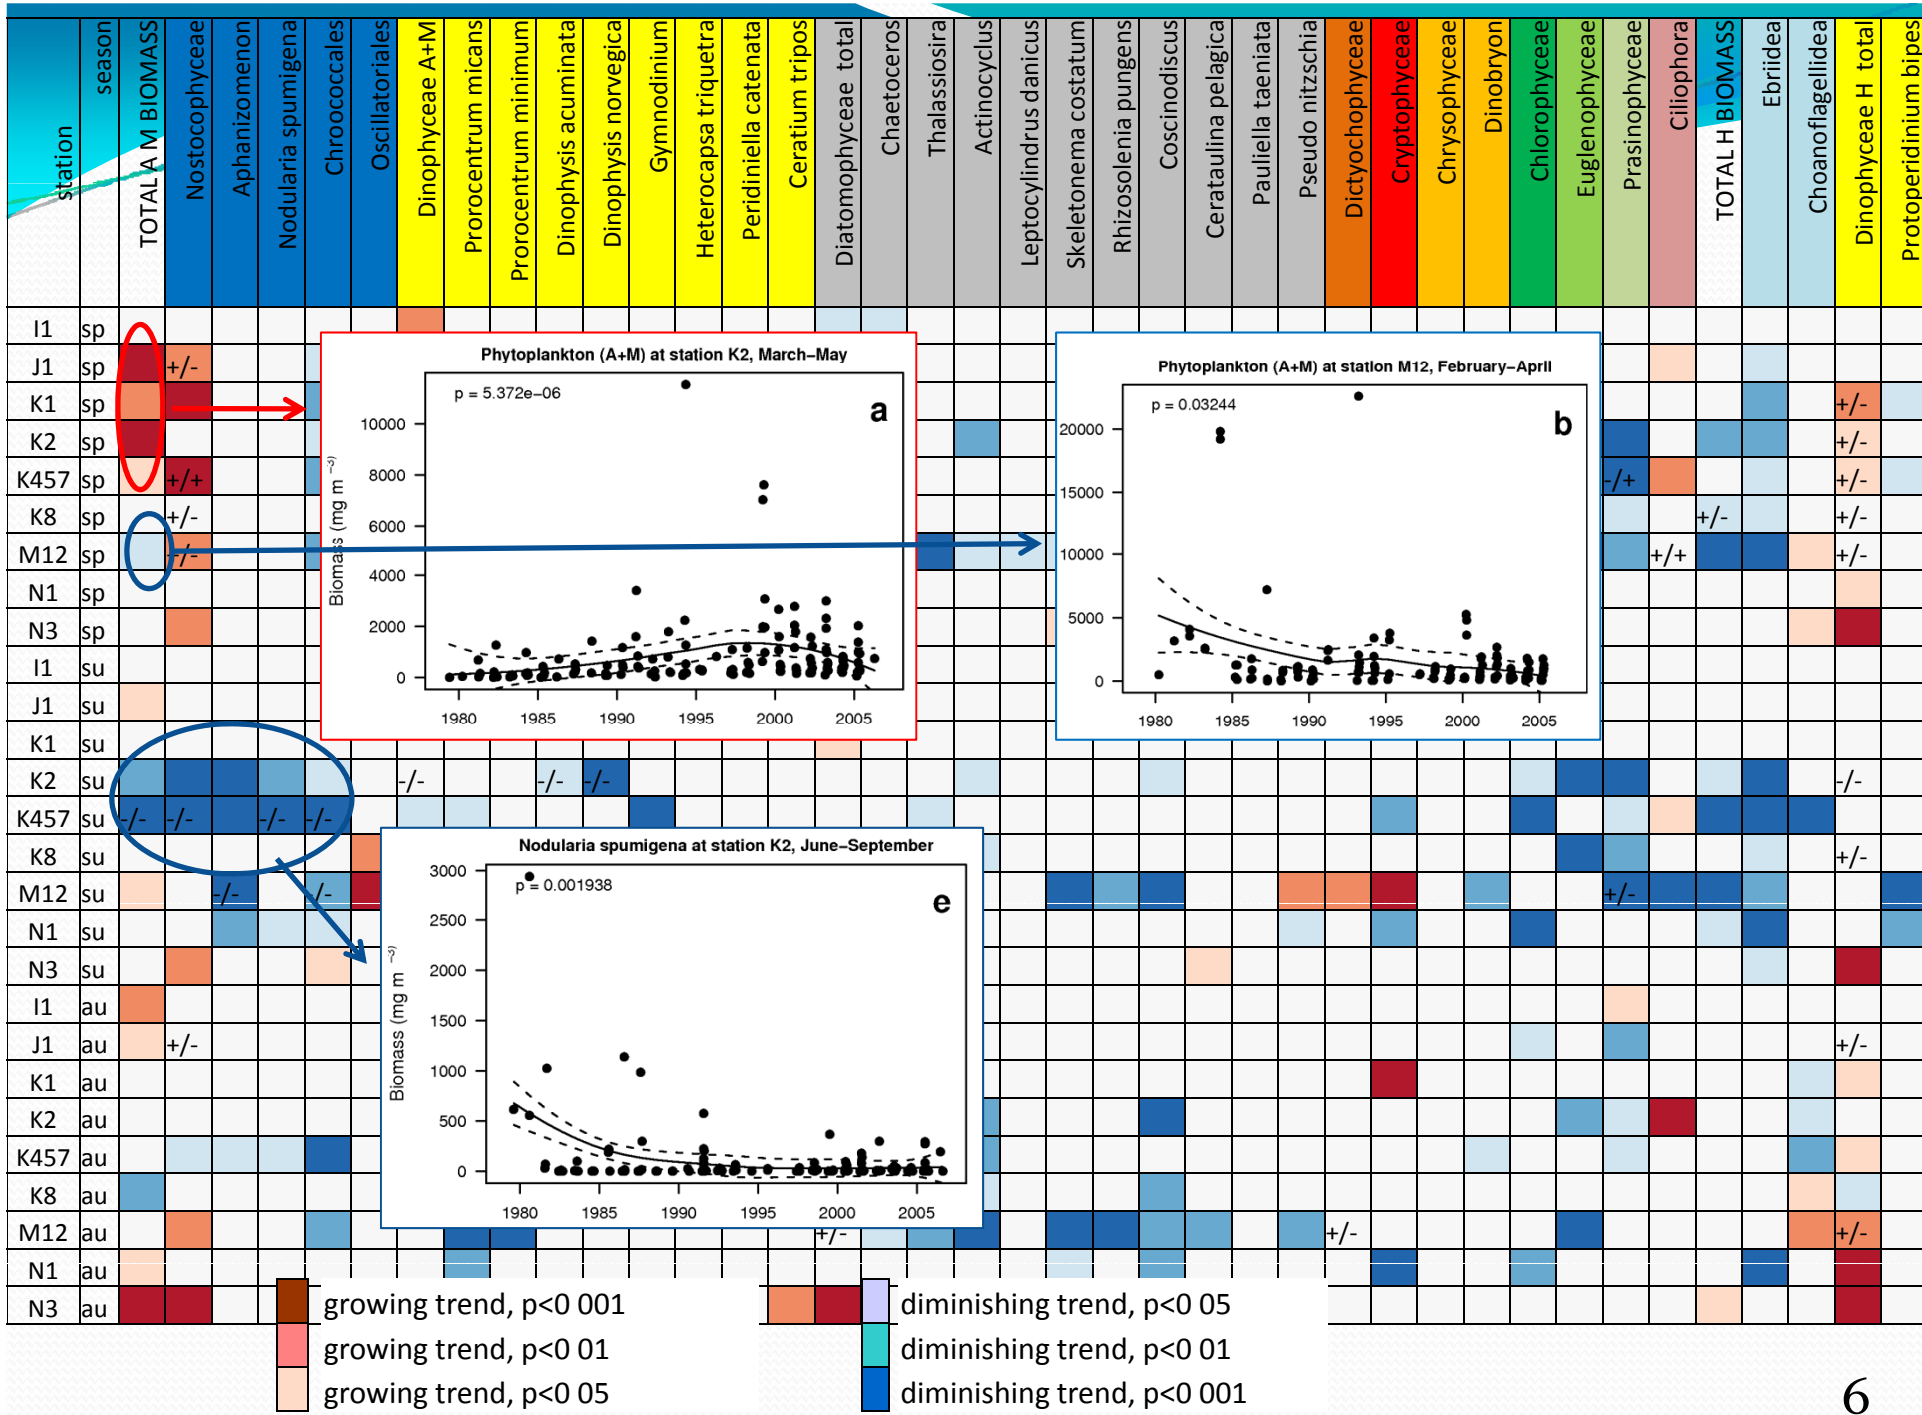 station
season
TOTAL A M BIOMASS
Nostocophyceae
Aphanizomenon
Nodularia spumigena
Chroococcales
Oscillatoriales
Dinophyceae A+M
Prorocentrum micans
Prorocentrum minimum
Dinophysis acuminata
Dinophysis norvegica
Gymnodinium
Heterocapsa triquetra
Peridiniella catenata
Ceratium tripos
Diatomophyceae total
Chaetoceros
Thalassiosira
Actinocyclus
Leptocylindrus danicus
Skeletonema costatum
Rhizosolenia pungens
Coscinodiscus
Cerataulina pelagica
Pauliella taeniata
Pseudo nitzschia
Dictyochophyceae
Cryptophyceae
Chrysophyceae
Dinobryon
Chlorophyceae
Euglenophyceae
Prasinophyceae
Ciliophora
TOTAL H BIOMASS
Ebriidea
Choanoflagellidea
Dinophyceae H total
Protoperidinium bipes
I1 sp
J1 sp +/-
K1 sp +/-
K2 sp +/-
K457 sp +/+ -/+ +/-
K8 sp +/- +/- +/-
M12 sp +/- +/+ +/-
N1 sp
N3 sp
I1 su
J1 su
K1 su
K2 su -/- -/- -/- -/-
K457 su -/- -/- -/- -/-
K8 su +/-
M12 su -/- -/- +/-
N1 su
N3 su
I1 au
J1 au +/- +/-
K1 au
K2 au
K457 au
K8 au
M12 au +/- +/- +/-
N1 au
N3 au
Phytoplankton (A+M) at station K2, March–May
p = 5.372e–06
a
Biomass (mg m –3)
10000
8000
6000
4000
2000
0
1980 1985 1990 1995 2000 2005
Phytoplankton (A+M) at station M12, February–April
p = 0.03244
b
20000
15000
10000
5000
0
1980 1985 1990 1995 2000 2005
Nodularia spumigena at station K2, June–September
p = 0.001938
e
Biomass (mg m –3)
3000
2500
2000
1500
1000
500
0
1980 1985 1990 1995 2000 2005
growing trend, p<0 001
growing trend, p<0 01
growing trend, p<0 05
diminishing trend, p<0 05
diminishing trend, p<0 01
diminishing trend, p<0 001
6